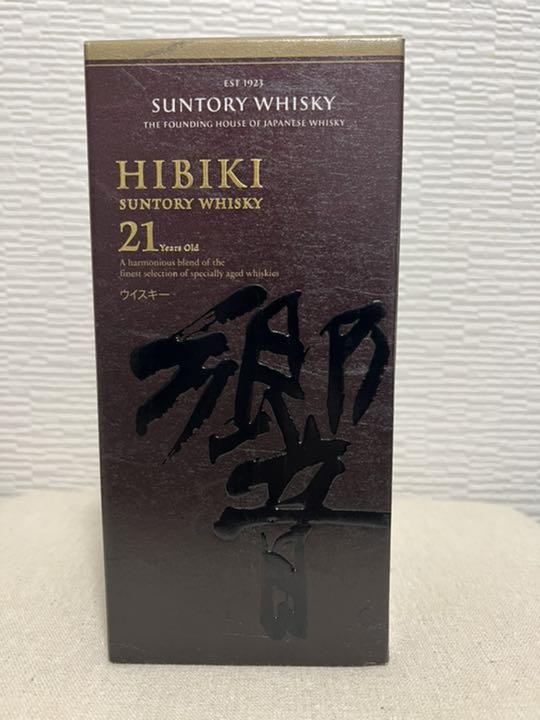 EST 1923
SUNTORY WHISKY
THE FOUNDING HOUSE OF JAPANESE WHISKY
HIBIKI
SUNTORY WHISKY
21 Years Old
A harmonious blend of the
finest selection of specially aged whiskies
ウイスキー
響